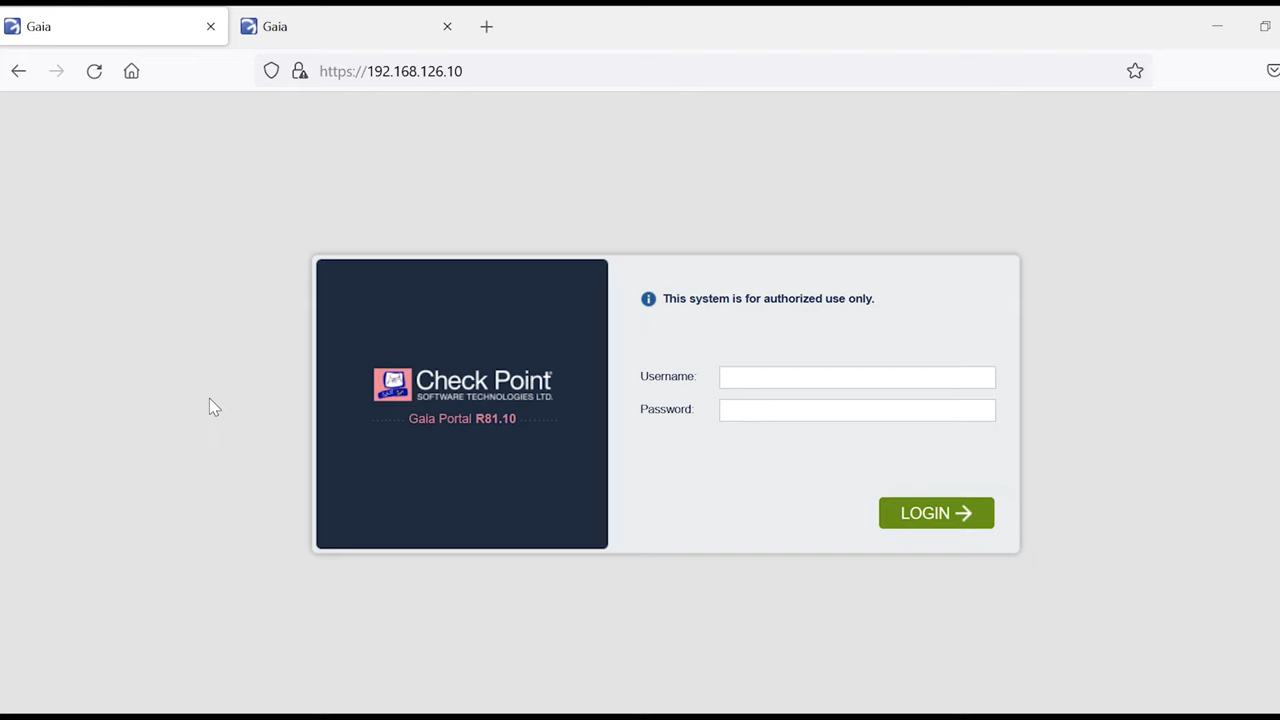 Gaia
Gaia
https://192.168.126.10
This system is for authorized use only.
Check Point
SOFTWARE TECHNOLOGIES LTD.
Gaia Portal R81.10
Username:
Password:
LOGIN